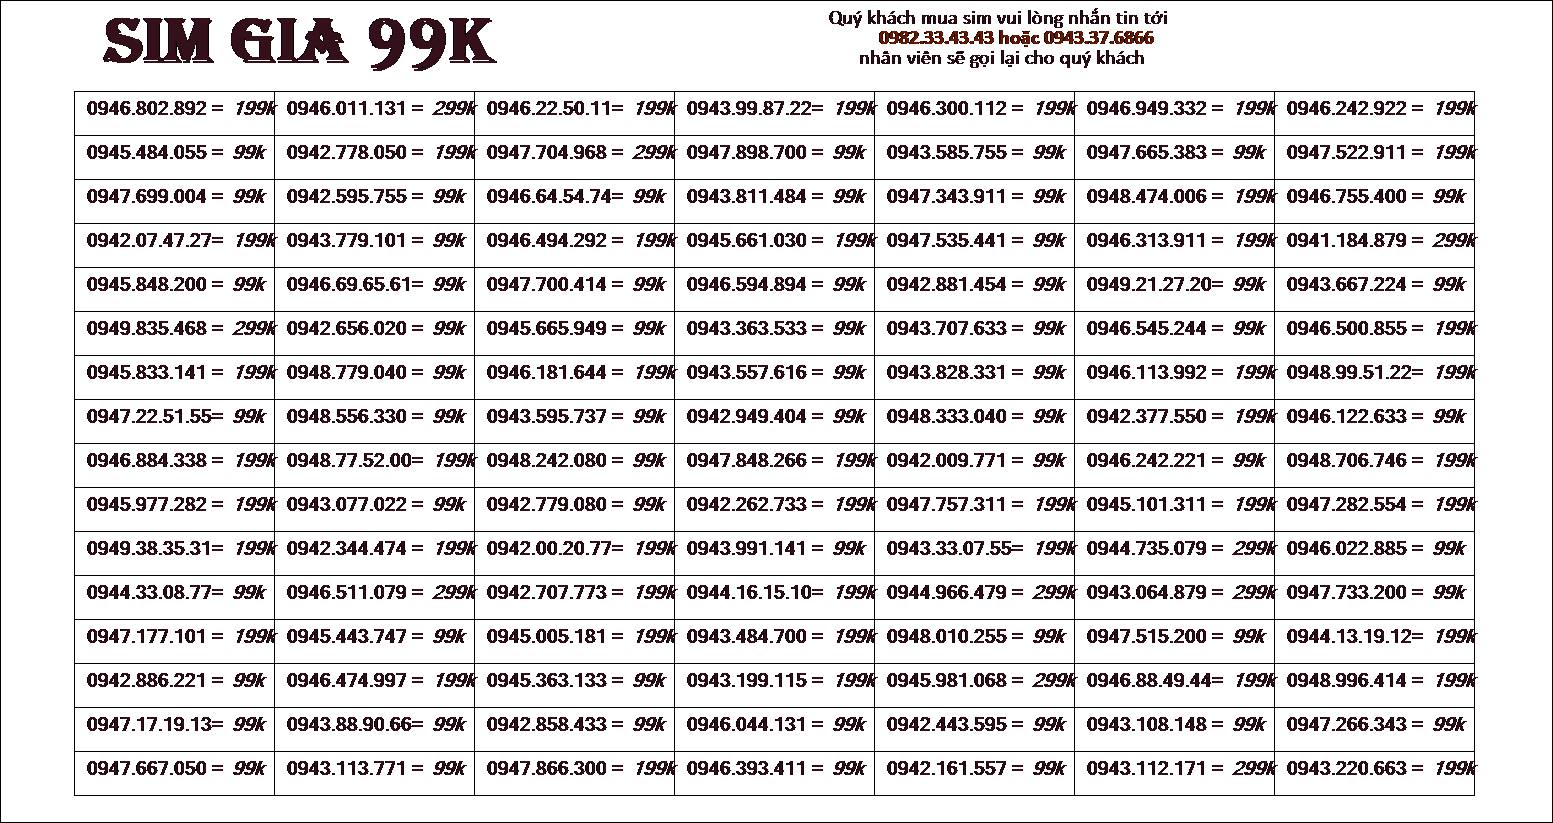 SIM GIA 99K
Quý khách mua sim vui lòng nhắn tin tới
0982.33.43.43 hoặc 0943.37.6866
nhân viên sẽ gọi lại cho quý khách
0946.802.892 = 199k 0946.011.131 = 299k 0946.22.50.11= 199k 0943.99.87.22= 199k 0946.300.112 = 199k 0946.949.332 = 199k 0946.242.922 = 199k
0945.484.055 = 99k 0942.778.050 = 199k 0947.704.968 = 299k 0947.898.700 = 99k 0943.585.755 = 99k 0947.665.383 = 99k 0947.522.911 = 199k
0947.699.004 = 99k 0942.595.755 = 99k 0946.64.54.74= 99k 0943.811.484 = 99k 0947.343.911 = 99k 0948.474.006 = 199k 0946.755.400 = 99k
0942.07.47.27= 199k 0943.779.101 = 99k 0946.494.292 = 199k 0945.661.030 = 199k 0947.535.441 = 99k 0946.313.911 = 199k 0941.184.879 = 299k
0945.848.200 = 99k 0946.69.65.61= 99k 0947.700.414 = 99k 0946.594.894 = 99k 0942.881.454 = 99k 0949.21.27.20= 99k 0943.667.224 = 99k
0949.835.468 = 299k 0942.656.020 = 99k 0945.665.949 = 99k 0943.363.533 = 99k 0943.707.633 = 99k 0946.545.244 = 99k 0946.500.855 = 199k
0945.833.141 = 199k 0948.779.040 = 99k 0946.181.644 = 199k 0943.557.616 = 99k 0943.828.331 = 99k 0946.113.992 = 199k 0948.99.51.22= 199k
0947.22.51.55= 99k 0948.556.330 = 99k 0943.595.737 = 99k 0942.949.404 = 99k 0948.333.040 = 99k 0942.377.550 = 199k 0946.122.633 = 99k
0946.884.338 = 199k 0948.77.52.00= 199k 0948.242.080 = 99k 0947.848.266 = 199k 0942.009.771 = 99k 0946.242.221 = 99k 0948.706.746 = 199k
0945.977.282 = 199k 0943.077.022 = 99k 0942.779.080 = 99k 0942.262.733 = 199k 0947.757.311 = 199k 0945.101.311 = 199k 0947.282.554 = 199k
0949.38.35.31= 199k 0942.344.474 = 199k 0942.00.20.77= 199k 0943.991.141 = 99k 0943.33.07.55= 199k 0944.735.079 = 299k 0946.022.885 = 99k
0944.33.08.77= 99k 0946.511.079 = 299k 0942.707.773 = 199k 0944.16.15.10= 199k 0944.966.479 = 299k 0943.064.879 = 299k 0947.733.200 = 99k
0947.177.101 = 199k 0945.443.747 = 99k 0945.005.181 = 199k 0943.484.700 = 199k 0948.010.255 = 99k 0947.515.200 = 99k 0944.13.19.12= 199k
0942.886.221 = 99k 0946.474.997 = 199k 0945.363.133 = 99k 0943.199.115 = 199k 0945.981.068 = 299k 0946.88.49.44= 199k 0948.996.414 = 199k
0947.17.19.13= 99k 0943.88.90.66= 99k 0942.858.433 = 99k 0946.044.131 = 99k 0942.443.595 = 99k 0943.108.148 = 99k 0947.266.343 = 99k
0947.667.050 = 99k 0943.113.771 = 99k 0947.866.300 = 199k 0946.393.411 = 99k 0942.161.557 = 99k 0943.112.171 = 299k 0943.220.663 = 199k